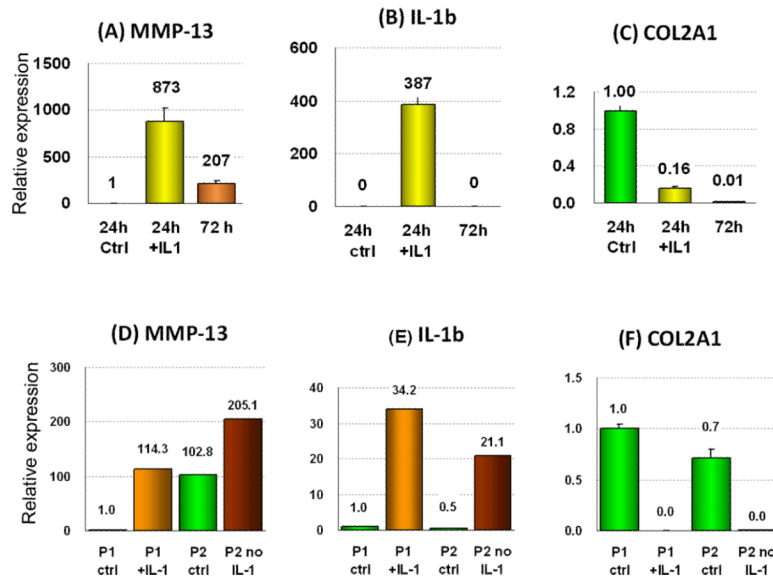 (A) MMP-13
Relative expression
1500
1000
500
0
1
873
207
24h Ctrl
24h +IL1
72 h
(B) IL-1b
600
400
200
0
0
387
0
24h ctrl
24h +IL1
72h
(C) COL2A1
1.2
0.8
0.4
0.0
1.00
0.16
0.01
24h Ctrl
24h +IL1
72h
(D) MMP-13
Relative expression
300
200
100
0
1.0
114.3
102.8
205.1
P1 ctrl
P1 +IL-1
P2 ctrl
P2 no IL-1
(E) IL-1b
40
30
20
10
0
1.0
34.2
0.5
21.1
P1 ctrl
P1 +IL-1
P2 ctrl
P2 no IL-1
(F) COL2A1
1.5
1.0
0.5
0.0
1.0
0.0
0.7
0.0
P1 ctrl
P1 +IL-1
P2 ctrl
P2 no IL-1